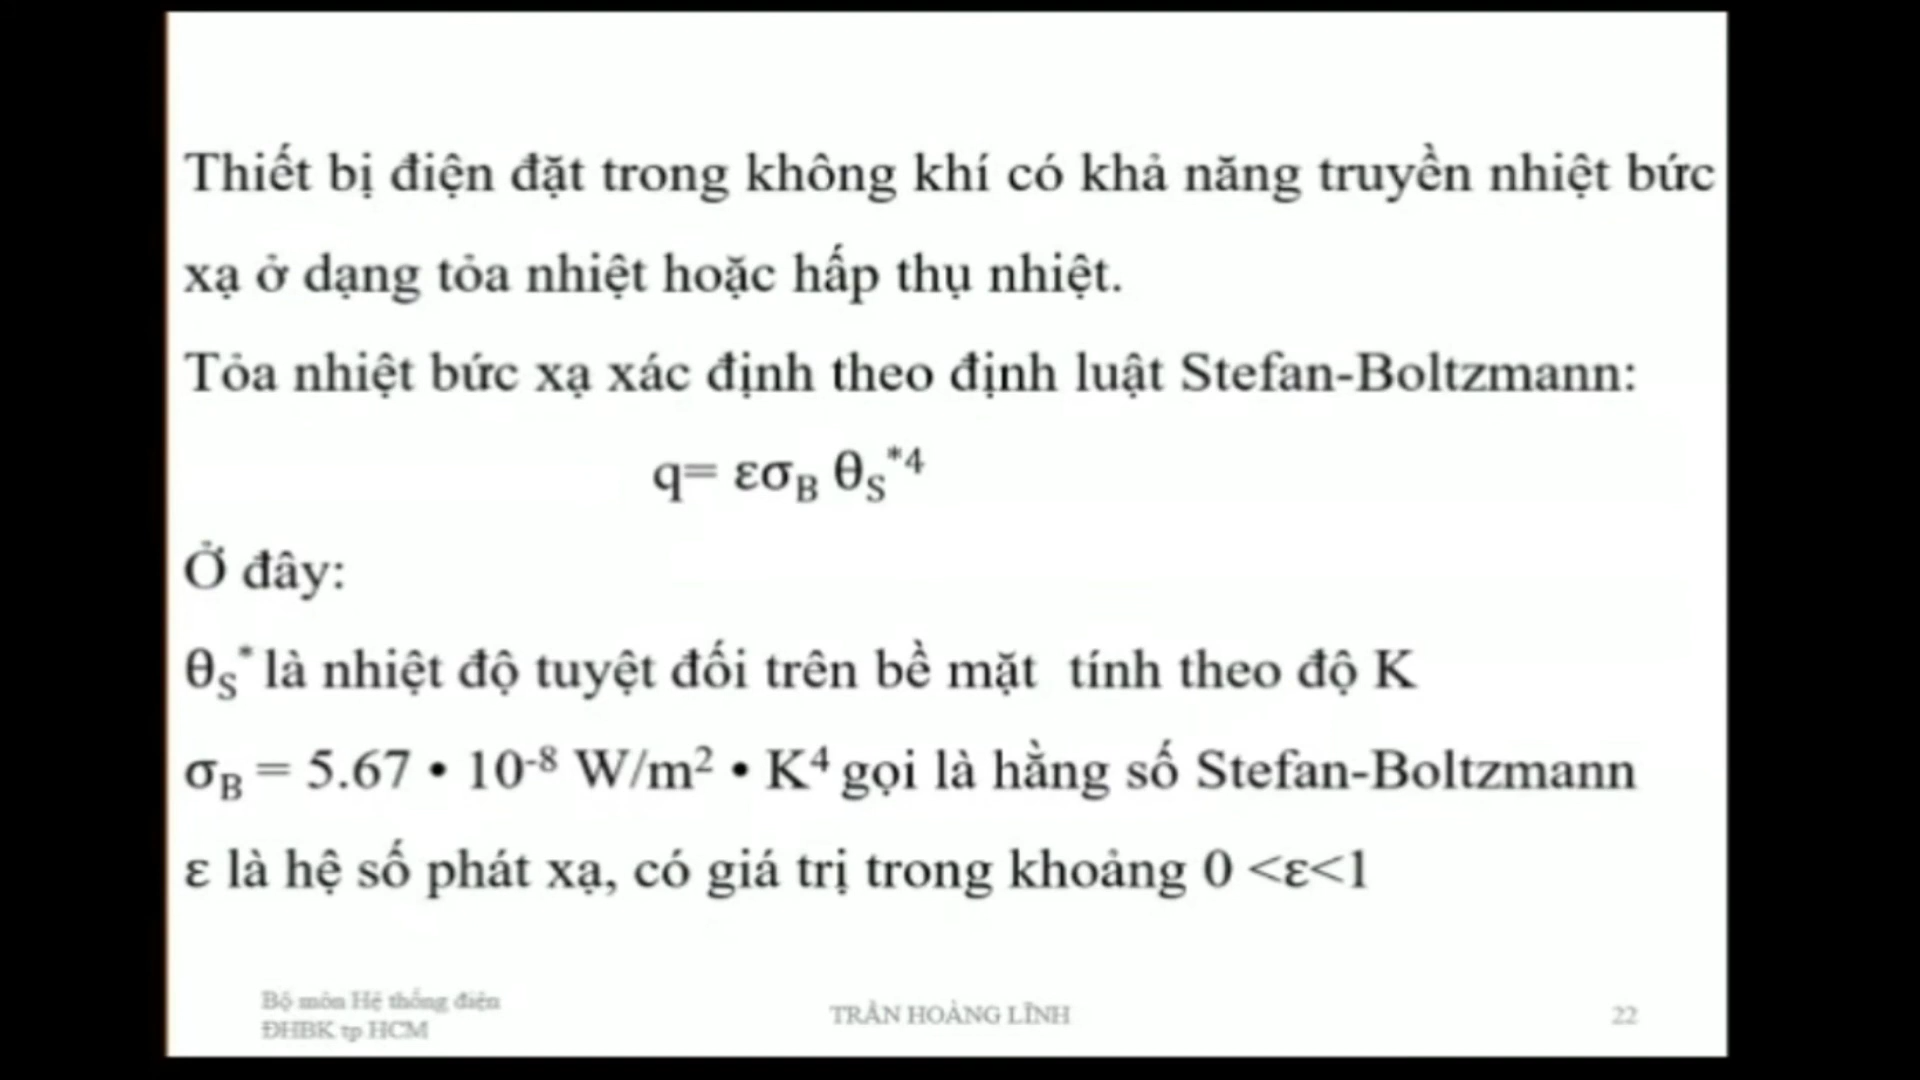 Thiết bị điện đặt trong không khí có khả năng truyền nhiệt bức
xạ ở dạng tỏa nhiệt hoặc hấp thụ nhiệt.
Tỏa nhiệt bức xạ xác định theo định luật Stefan-Boltzmann:
q= εσ_B θ_S^*4
Ở đây:
θ_S^* là nhiệt độ tuyệt đối trên bề mặt tính theo độ K
σ_B = 5.67 • 10⁻⁸ W/m² • K⁴ gọi là hằng số Stefan-Boltzmann
ε là hệ số phát xạ, có giá trị trong khoảng 0 <ε<1
Bộ môn Hệ thống điện
ĐHBK tp HCM
TRẦN HOÀNG LĨNH
22